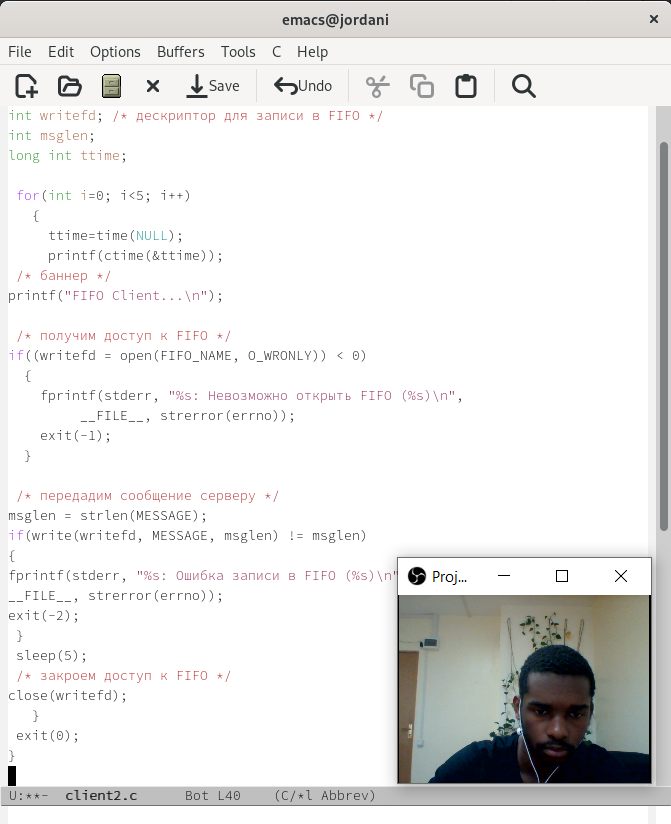 emacs@jordani
File Edit Options Buffers Tools C Help
Save Undo
int writefd; /* дескриптор для записи в FIFO */
int msglen;
long int ttime;
for(int i=0; i<5; i++)
{
ttime=time(NULL);
printf(ctime(&ttime));
/* баннер */
printf("FIFO Client...\n");
/* получим доступ к FIFO */
if((writefd = open(FIFO_NAME, O_WRONLY)) < 0)
{
fprintf(stderr, "%s: Невозможно открыть FIFO (%s)\n",
__FILE__, strerror(errno));
exit(-1);
}
/* передадим сообщение серверу */
msglen = strlen(MESSAGE);
if(write(writefd, MESSAGE, msglen) != msglen)
{
fprintf(stderr, "%s: Ошибка записи в FIFO (%s)\n"
__FILE__, strerror(errno));
exit(-2);
}
sleep(5);
/* закроем доступ к FIFO */
close(writefd);
}
exit(0);
}
Proj...
U:**- client2.c Bot L40 (C/*l Abbrev)